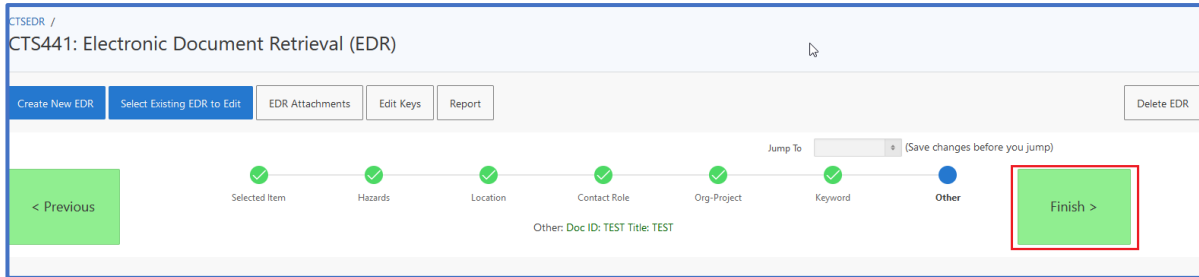 CTSEDR /
CTS441: Electronic Document Retrieval (EDR)
Create New EDR Select Existing EDR to Edit EDR Attachments Edit Keys Report Delete EDR
Jump To (Save changes before you jump)
< Previous
Selected Item Hazards Location Contact Role Org-Project Keyword Other
Finish >
Other: Doc ID: TEST Title: TEST